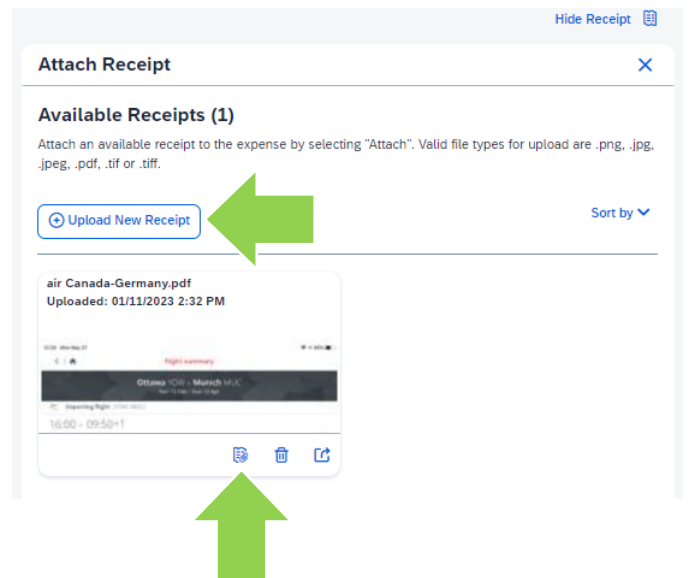 Hide Receipt
Attach Receipt
Available Receipts (1)
Attach an available receipt to the expense by selecting "Attach". Valid file types for upload are .png, .jpg,
.jpeg, .pdf, .tif or .tiff.
Upload New Receipt
Sort by
air Canada-Germany.pdf
Uploaded: 01/11/2023 2:32 PM
Flight summary
Ottawa YOW - Munich MUC
Departing flight
16:00 - 09:50+1